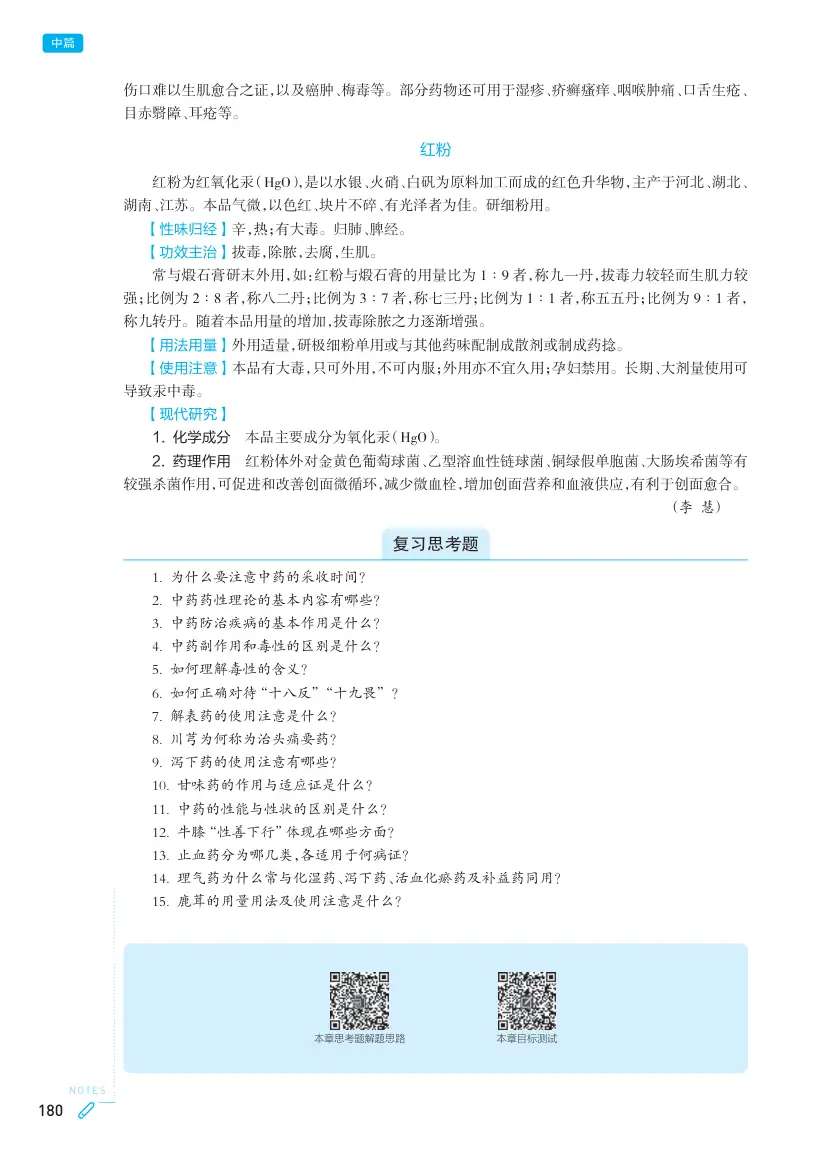 中篇
伤口难以生肌愈合之证,以及癌肿、梅毒等。部分药物还可用于湿疹、疥癣瘙痒、咽喉肿痛、口舌生疮、
目赤翳障、耳疮等。
红粉
红粉为红氧化汞(HgO),是以水银、火硝、白矾为原料加工而成的红色升华物,主产于河北、湖北、
湖南、江苏。本品气微,以色红、块片不碎、有光泽者为佳。研细粉用。
【性味归经】辛,热;有大毒。归肺、脾经。
【功效主治】拔毒,除脓,去腐,生肌。
常与煅石膏研末外用,如:红粉与煅石膏的用量比为 1∶9 者,称九一丹,拔毒力较轻而生肌力较
强;比例为 2∶8 者,称八二丹;比例为 3∶7 者,称七三丹;比例为 1∶1 者,称五五丹;比例为 9∶1 者,
称九转丹。随着本品用量的增加,拔毒除脓之力逐渐增强。
【用法用量】外用适量,研极细粉单用或与其他药味配制成散剂或制成药捻。
【使用注意】本品有大毒,只可外用,不可内服;外用亦不宜久用;孕妇禁用。长期、大剂量使用可
导致汞中毒。
【现代研究】
1. 化学成分 本品主要成分为氧化汞(HgO)。
2. 药理作用 红粉体外对金黄色葡萄球菌、乙型溶血性链球菌、铜绿假单胞菌、大肠埃希菌等有
较强杀菌作用,可促进和改善创面微循环,减少微血栓,增加创面营养和血液供应,有利于创面愈合。
(李 慧)
复习思考题
1. 为什么要注意中药的采收时间?
2. 中药药性理论的基本内容有哪些?
3. 中药防治疾病的基本作用是什么?
4. 中药副作用和毒性的区别是什么?
5. 如何理解毒性的含义?
6. 如何正确对待“十八反”“十九畏”?
7. 解表药的使用注意是什么?
8. 川芎为何称为治头痛要药?
9. 泻下药的使用注意有哪些?
10. 甘味药的作用与适应证是什么?
11. 中药的性能与性状的区别是什么?
12. 牛膝“性善下行”体现在哪些方面?
13. 止血药分为哪几类,各适用于何病证?
14. 理气药为什么常与化湿药、泻下药、活血化瘀药及补益药同用?
15. 鹿茸的用量用法及使用注意是什么?
本章思考题解题思路
本章目标测试
NOTES
180